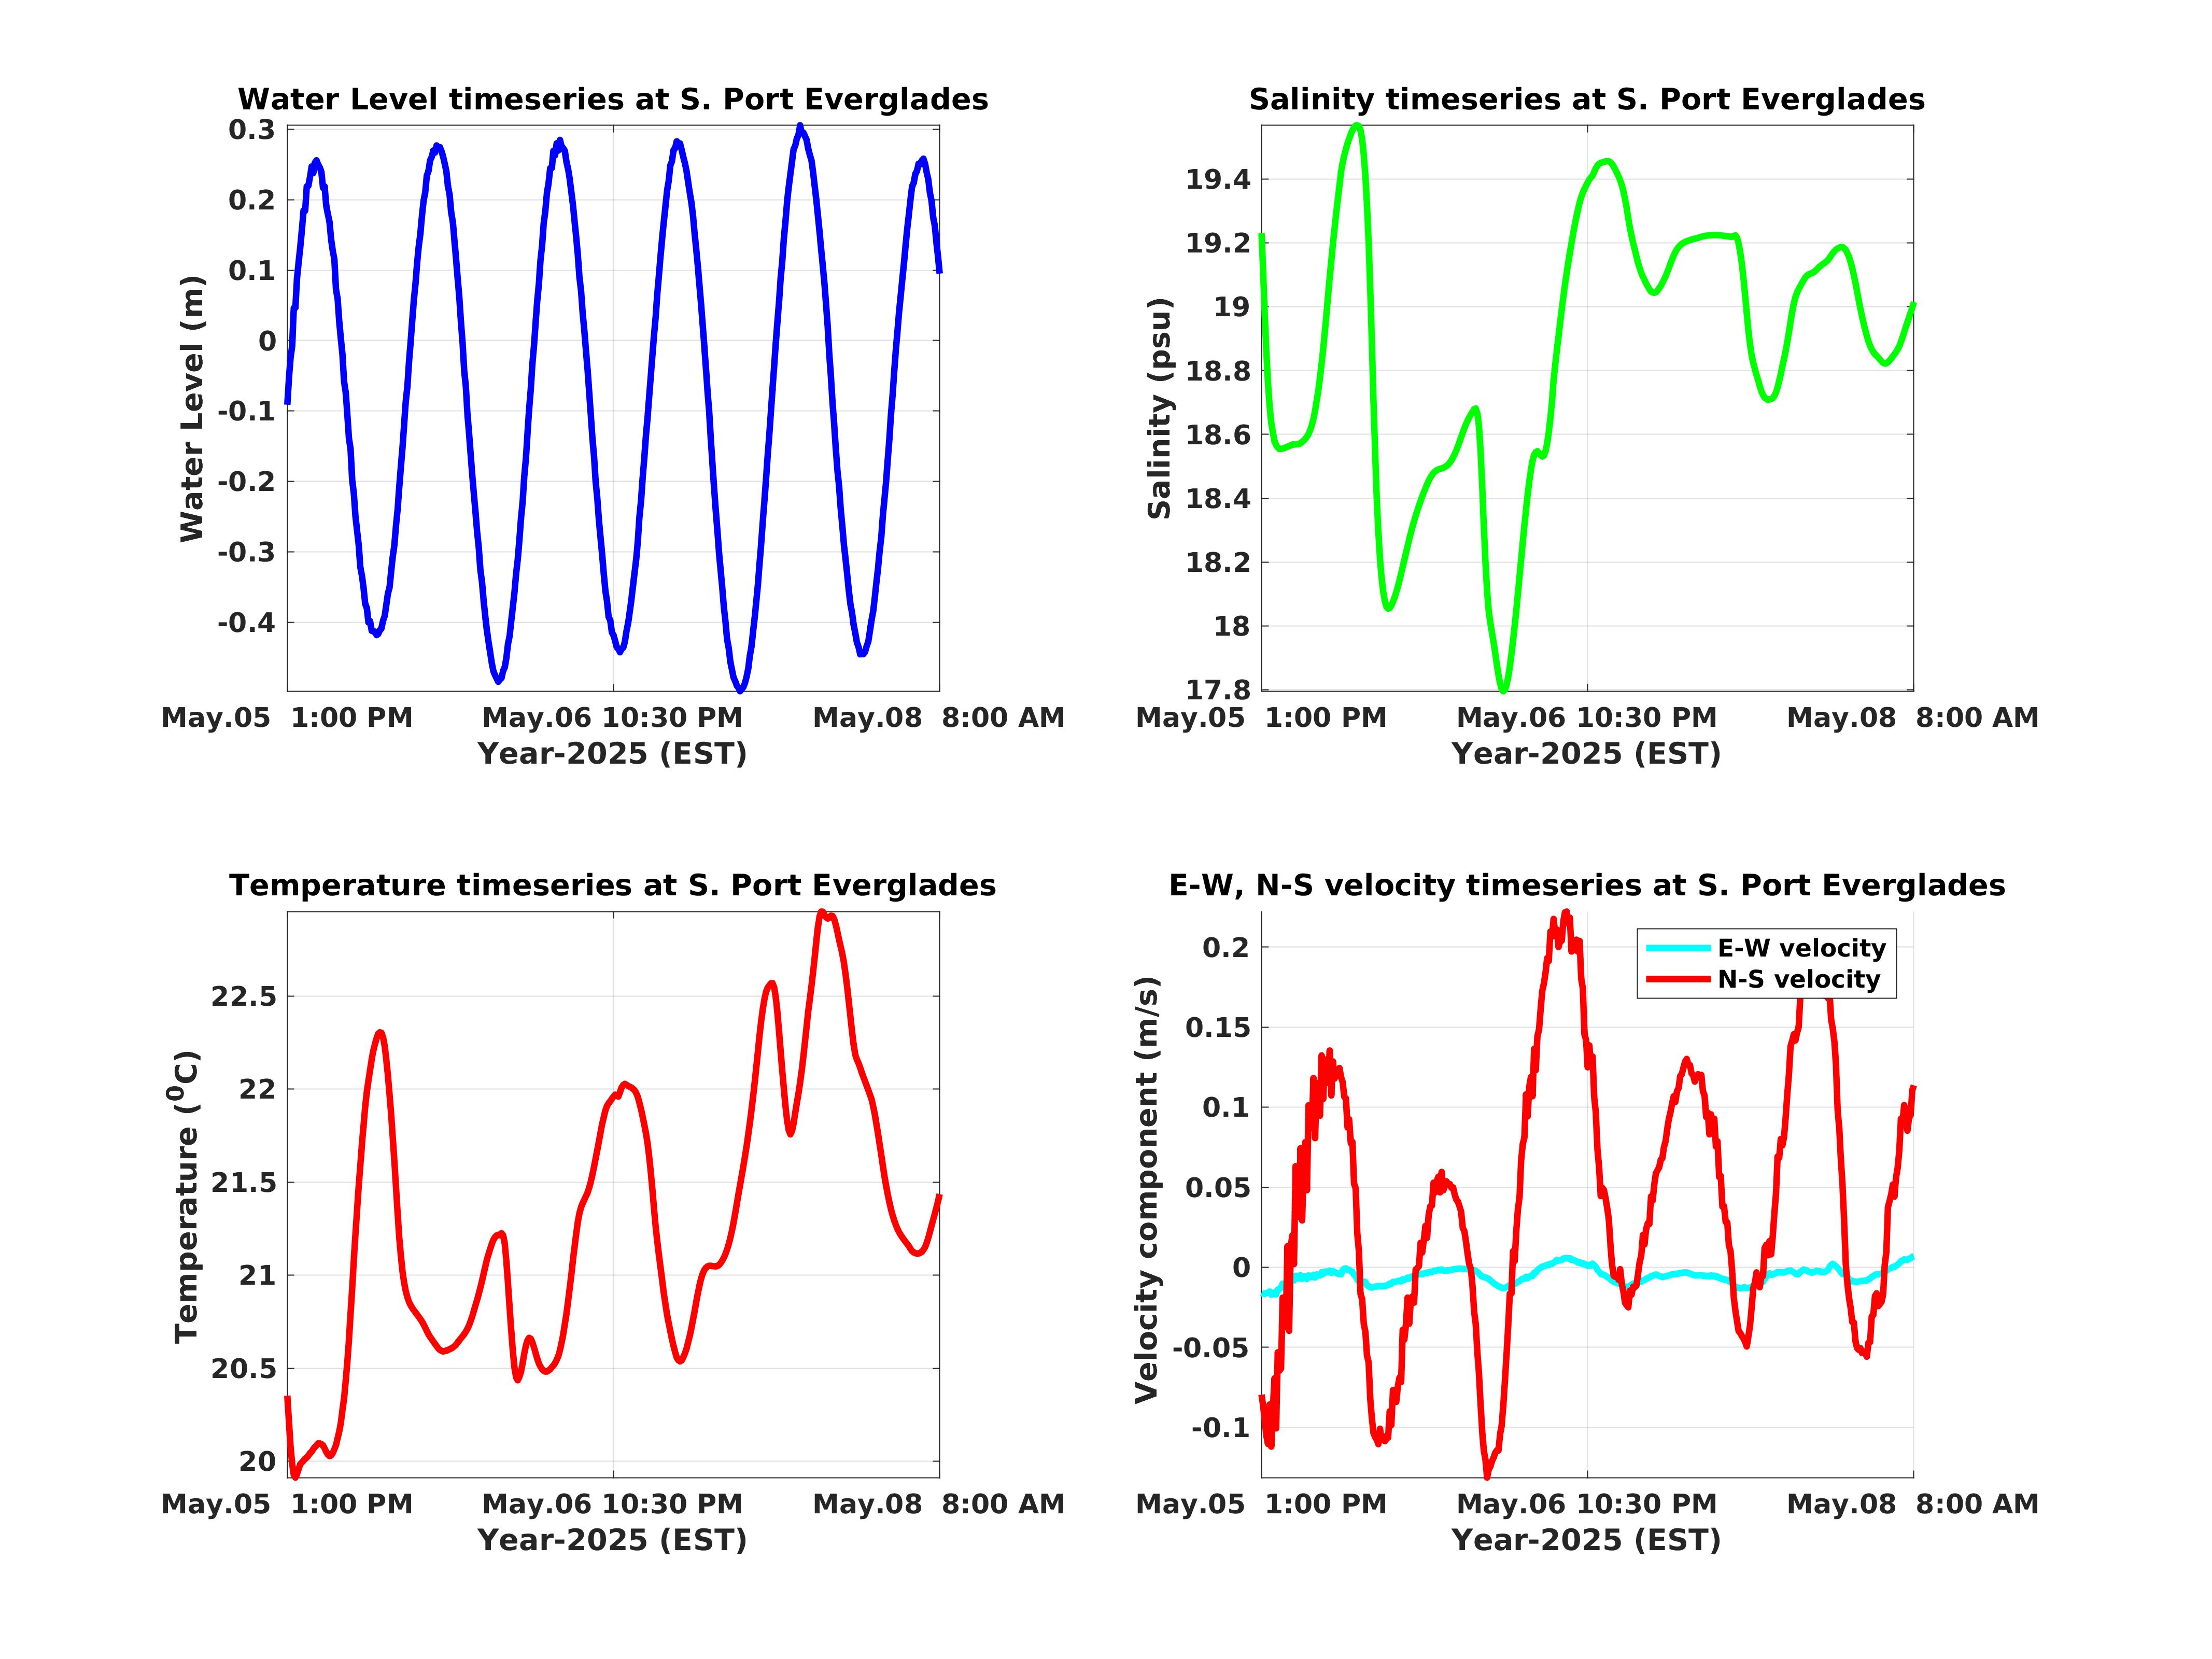 Water Level timeseries at S. Port Everglades
0.3
0.2
0.1
0
-0.1
-0.2
-0.3
-0.4
Water Level (m)
May.05 1:00 PM
May.06 10:30 PM
May.08 8:00 AM
Year-2025 (EST)
Salinity timeseries at S. Port Everglades
19.4
19.2
19
18.8
18.6
18.4
18.2
18
17.8
Salinity (psu)
May.05 1:00 PM
May.06 10:30 PM
May.08 8:00 AM
Year-2025 (EST)
Temperature timeseries at S. Port Everglades
22.5
22
21.5
21
20.5
20
Temperature (⁰C)
May.05 1:00 PM
May.06 10:30 PM
May.08 8:00 AM
Year-2025 (EST)
E-W, N-S velocity timeseries at S. Port Everglades
E-W velocity
N-S velocity
0.2
0.15
0.1
0.05
0
-0.05
-0.1
Velocity component (m/s)
May.05 1:00 PM
May.06 10:30 PM
May.08 8:00 AM
Year-2025 (EST)